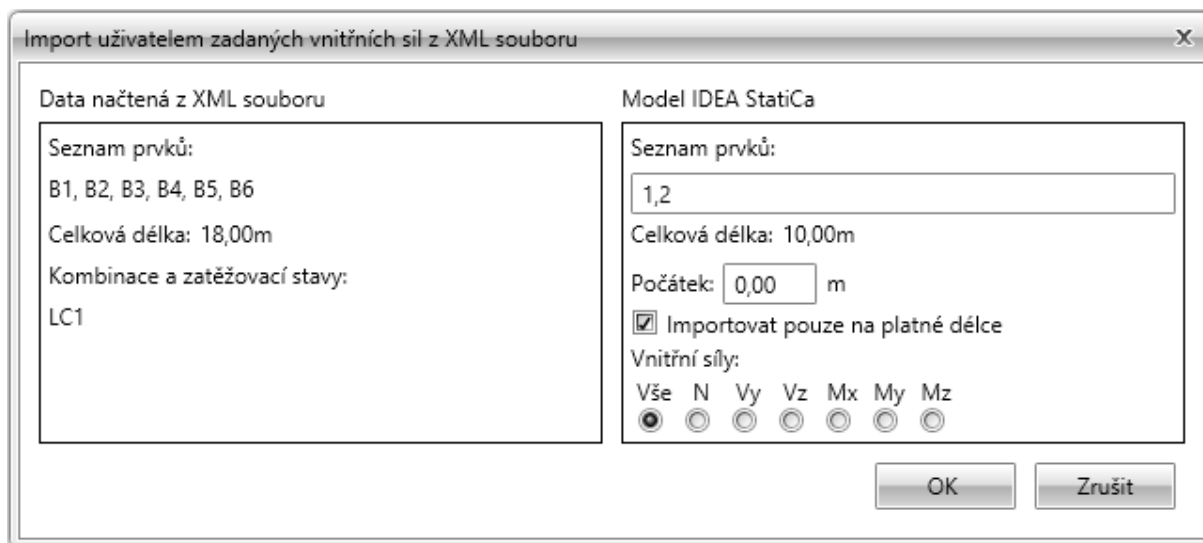 Import uživatelem zadaných vnitřních sil z XML souboru
Data načtená z XML souboru
Seznam prvků:
B1, B2, B3, B4, B5, B6
Celková délka: 18,00m
Kombinace a zatěžovací stavy:
LC1
Model IDEA StatiCa
Seznam prvků:
1,2
Celková délka: 10,00m
Počátek: 0,00 m
Importovat pouze na platné délce
Vnitřní síly:
Vše N Vy Vz Mx My Mz
OK Zrušit